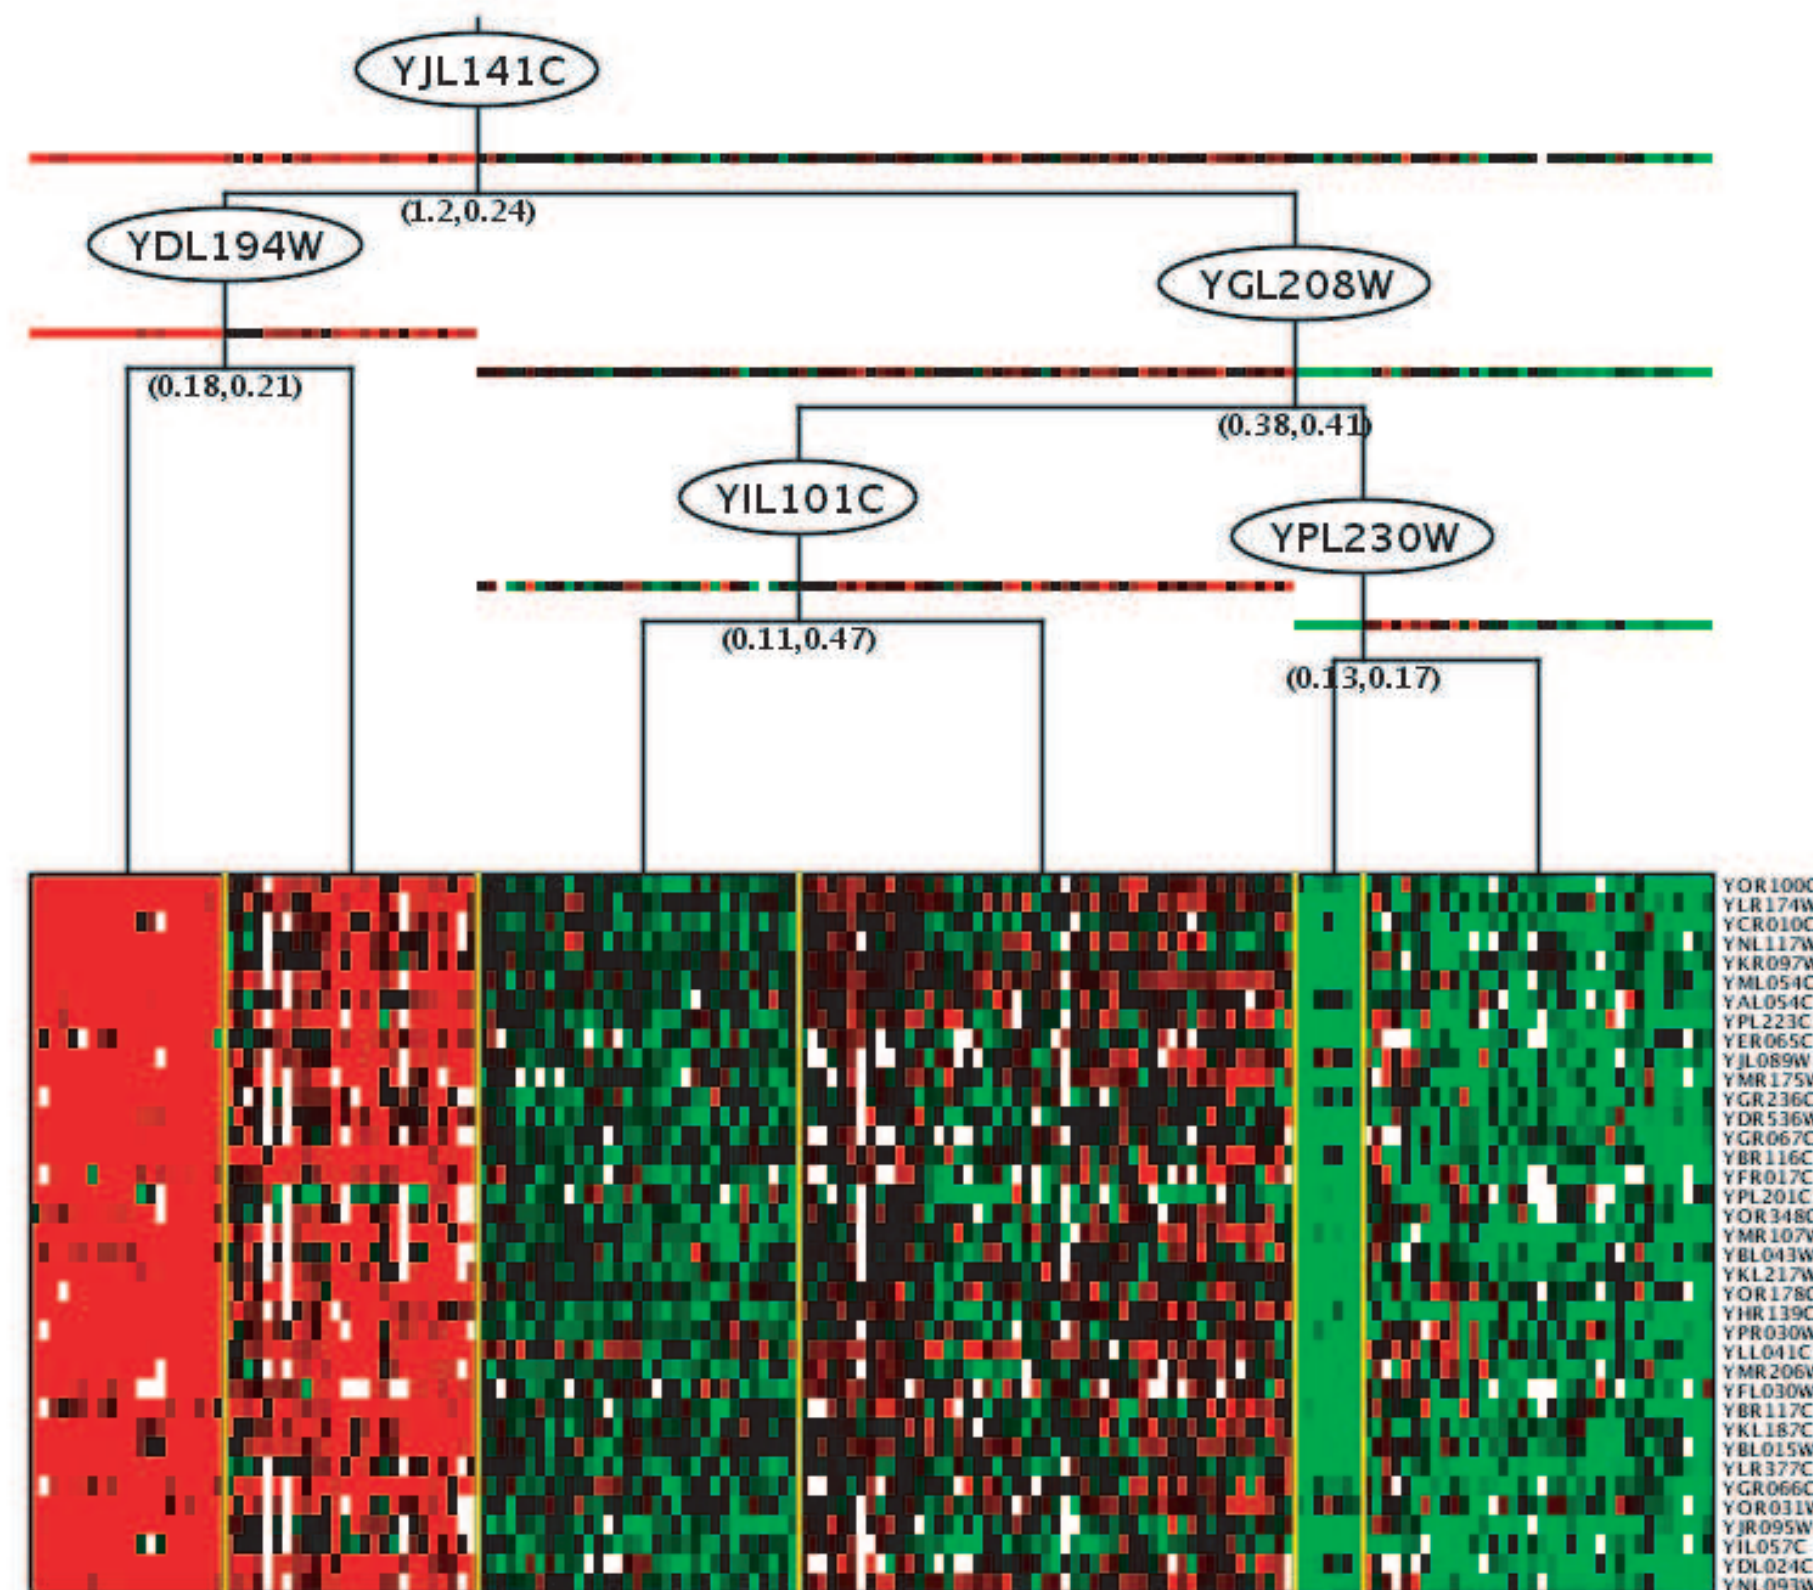 YJL141C
(1.2,0.24)
YDL194W
YGL208W
(0.18,0.21)
(0.38,0.41)
YIL101C
YPL230W
(0.11,0.47)
(0.13,0.17)
YOR100C
YLR174W
YCR010C
YNL117W
YKR097W
YML054C
YAL054C
YPL223C
YER065C
YJL089W
YMR175W
YGR236C
YDR536W
YGR067C
YBR116C
YFR017C
YPL201C
YOR348C
YMR107W
YBL043W
YKL217W
YOR178C
YHR139C
YPR030W
YLL041C
YMR206W
YFL030W
YBR117C
YKL187C
YBL015W
YLR377C
YGR066C
YOR031W
YJR095W
YIL057C
YDL024C